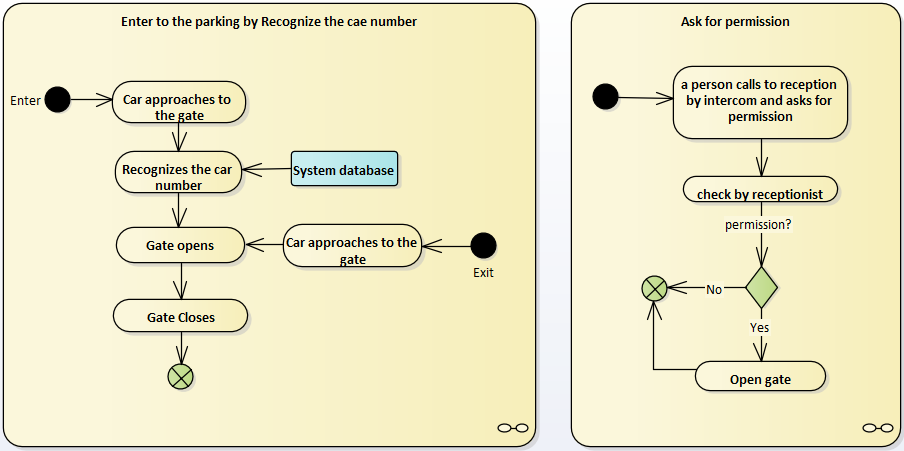 Enter to the parking by Recognize the cae number
Enter
Car approaches to
the gate
Recognizes the car
number
System database
Gate opens
Car approaches to the
gate
Exit
Gate Closes
Ask for permission
a person calls to reception
by intercom and asks for
permission
check by receptionist
permission?
No
Yes
Open gate